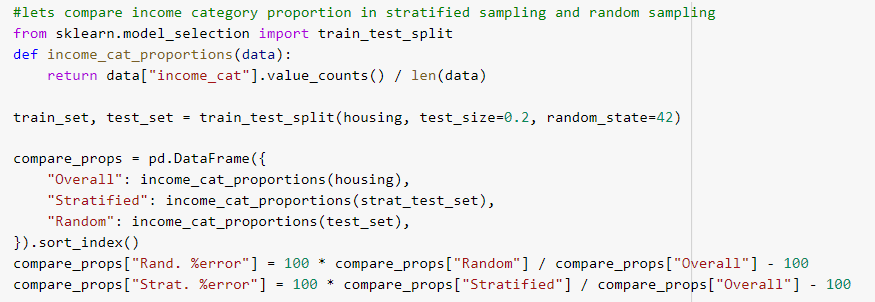 #lets compare income category proportion in stratified sampling and random sampling
from sklearn.model_selection import train_test_split
def income_cat_proportions(data):
    return data["income_cat"].value_counts() / len(data)

train_set, test_set = train_test_split(housing, test_size=0.2, random_state=42)

compare_props = pd.DataFrame({
    "Overall": income_cat_proportions(housing),
    "Stratified": income_cat_proportions(strat_test_set),
    "Random": income_cat_proportions(test_set),
}).sort_index()
compare_props["Rand. %error"] = 100 * compare_props["Random"] / compare_props["Overall"] - 100
compare_props["Strat. %error"] = 100 * compare_props["Stratified"] / compare_props["Overall"] - 100